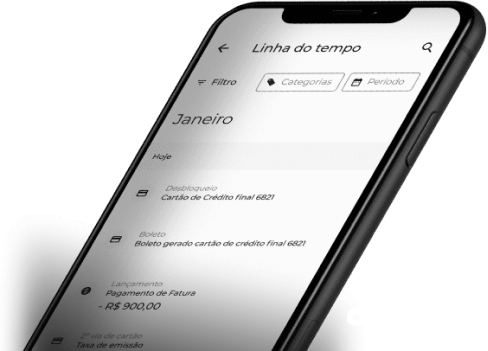 Linha do tempo
Filtro
Categorias
Período
Janeiro
Hoje
Desbloqueio
Cartão de Crédito final 6821
Boleto
Boleto gerado cartão de crédito final 6821
Lançamento
Pagamento de Fatura
- R$ 900,00
2ª via de cartão
Taxa de emissão